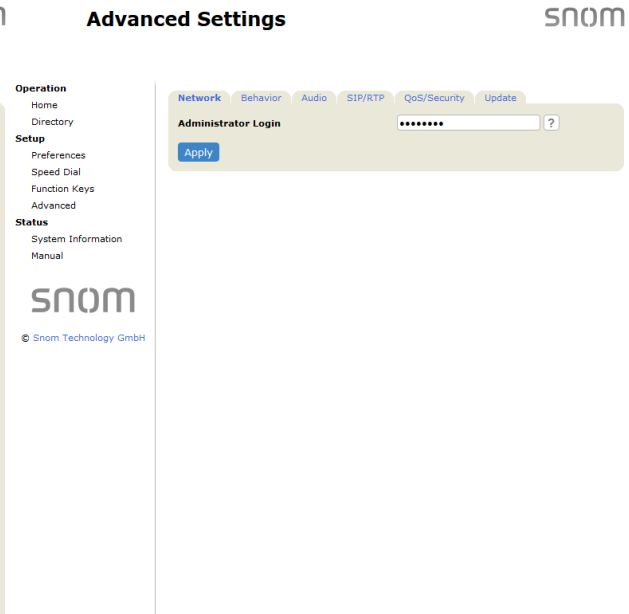 Advanced Settings
snom
Operation
Home
Directory
Setup
Preferences
Speed Dial
Function Keys
Advanced
Status
System Information
Manual
snom
© Snom Technology GmbH
Network Behavior Audio SIP/RTP QoS/Security Update
Administrator Login •••••••• ?
Apply